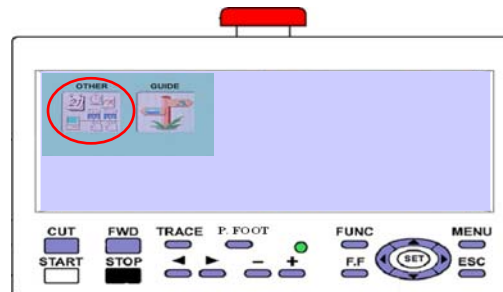 OTHER GUIDE
CUT FWD TRACE P. FOOT FUNC MENU
START STOP F.F SET ESC